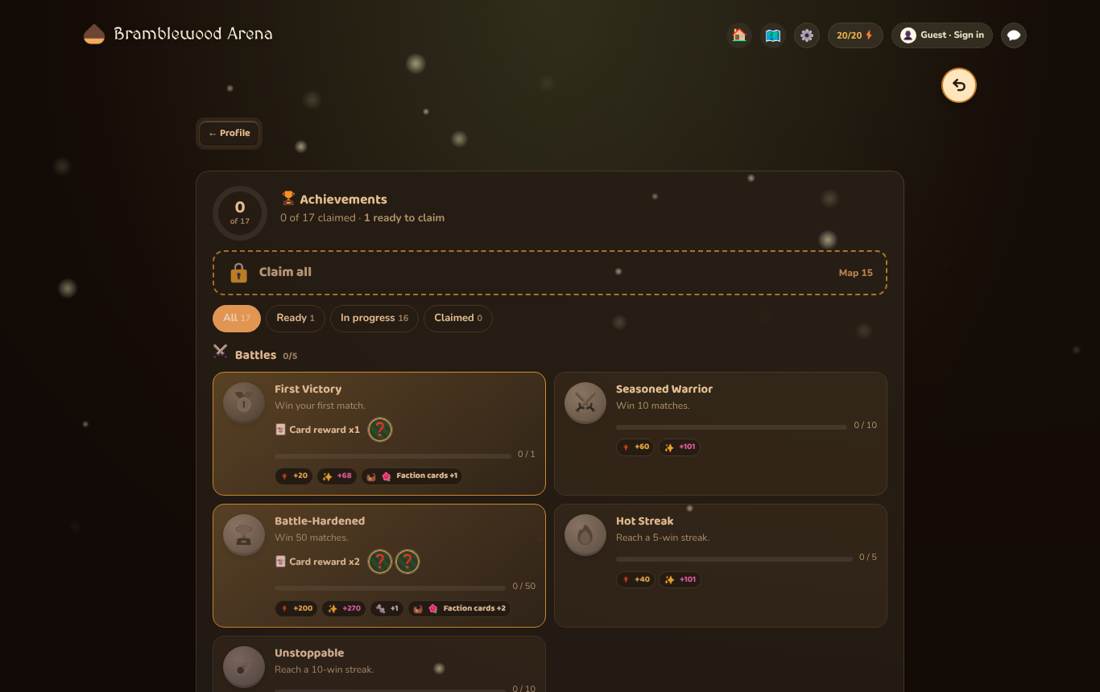 Bramblewood Arena
20/20
Guest · Sign in
← Profile
0
of 17
Achievements
0 of 17 claimed · 1 ready to claim
Claim all
Map 15
All 17
Ready 1
In progress 16
Claimed 0
Battles 0/5
First Victory
Win your first match.
Card reward x1
0 / 1
+20
+68
Faction cards +1
Seasoned Warrior
Win 10 matches.
0 / 10
+60
+101
Battle-Hardened
Win 50 matches.
Card reward x2
0 / 50
+200
+270
+1
Faction cards +2
Hot Streak
Reach a 5-win streak.
0 / 5
+40
+101
Unstoppable
Reach a 10-win streak.
0 / 10